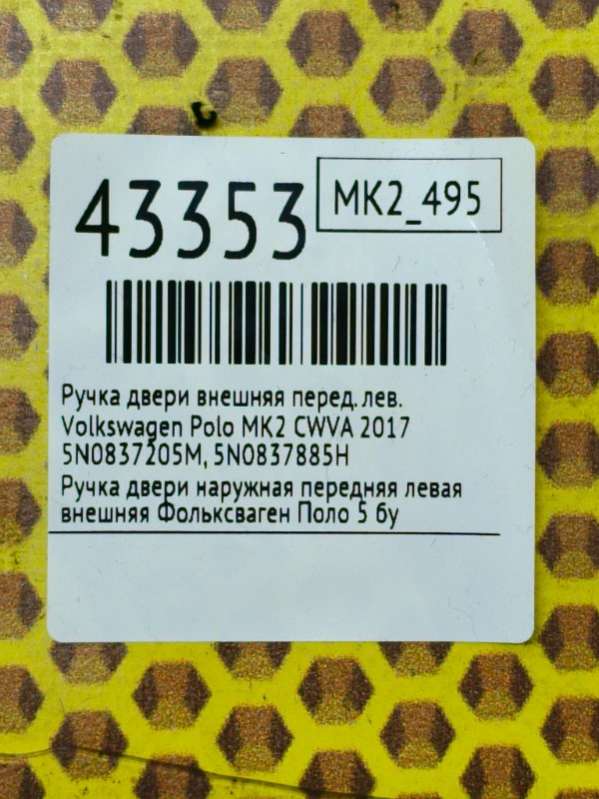 43353
MK2_495
Ручка двери внешняя перед. лев.
Volkswagen Polo MK2 CWVA 2017
5N0837205M, 5N0837885H
Ручка двери наружная передняя левая
внешняя Фольксваген Поло 5 бу